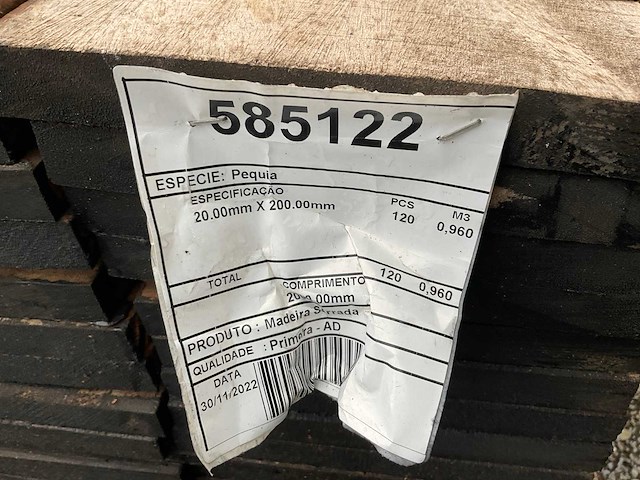 585122
ESPECIE: Pequia
ESPECIFICAÇÃO PCS M3
20.00mm X 200.00mm 120 0,960
TOTAL 120 0,960
COMPRIMENTO
PRODUTO : Madeira Serrada
QUALIDADE : Primeira - AD
DATA
30/11/2022